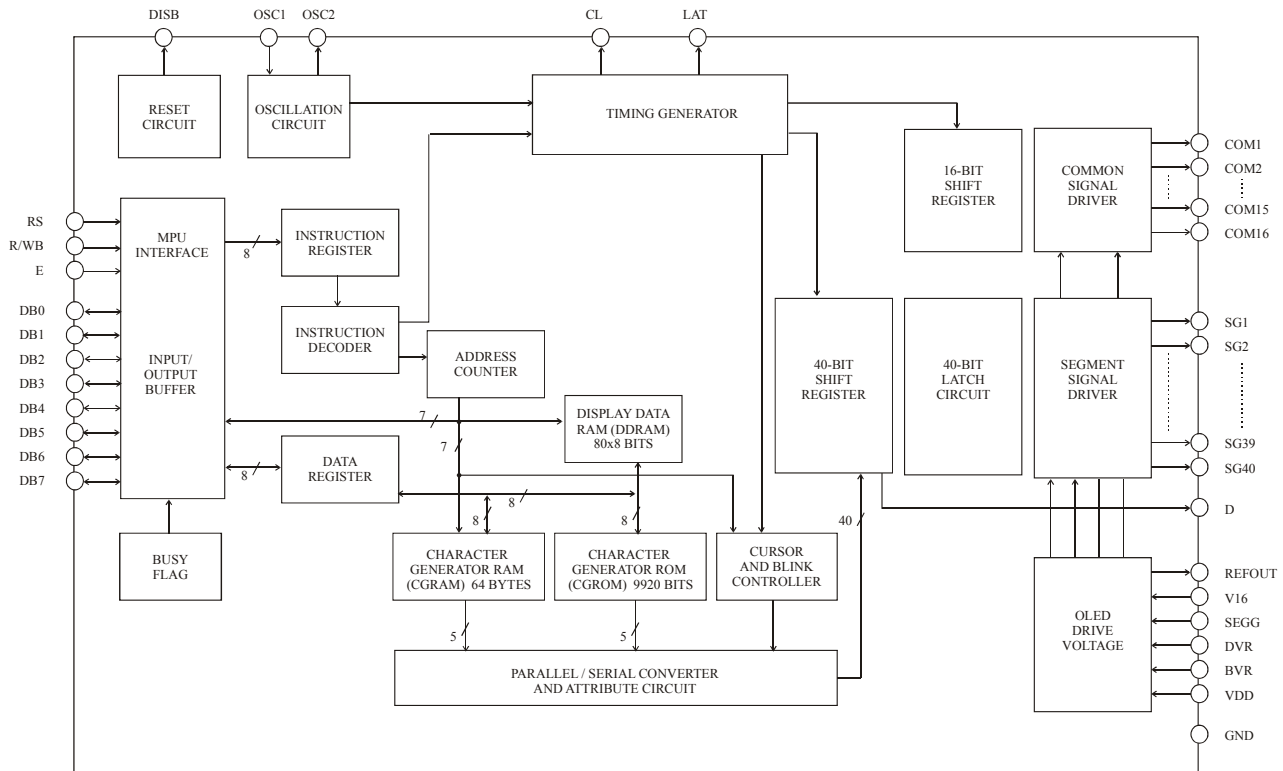 DISB
OSC1
OSC2
CL
LAT
RESET
CIRCUIT
OSCILLATION
CIRCUIT
TIMING GENERATOR
16-BIT
SHIFT
REGISTER
COMMON
SIGNAL
DRIVER
COM1
COM2
COM15
COM16
RS
R/WB
E
DB0
DB1
DB2
DB3
DB4
DB5
DB6
DB7
MPU
INTERFACE
INPUT/
OUTPUT
BUFFER
8
INSTRUCTION
REGISTER
INSTRUCTION
DECODER
ADDRESS
COUNTER
40-BIT
SHIFT
REGISTER
40-BIT
LATCH
CIRCUIT
SEGMENT
SIGNAL
DRIVER
SG1
SG2
SG39
SG40
D
7
7
DISPLAY DATA
RAM (DDRAM)
80x8 BITS
8
DATA
REGISTER
8
8
8
40
BUSY
FLAG
CHARACTER
GENERATOR RAM
(CGRAM) 64 BYTES
CHARACTER
GENERATOR ROM
(CGROM) 9920 BITS
CURSOR
AND BLINK
CONTROLLER
5
5
PARALLEL / SERIAL CONVERTER
AND ATTRIBUTE CIRCUIT
OLED
DRIVE
VOLTAGE
REFOUT
V16
SEGG
DVR
BVR
VDD
GND